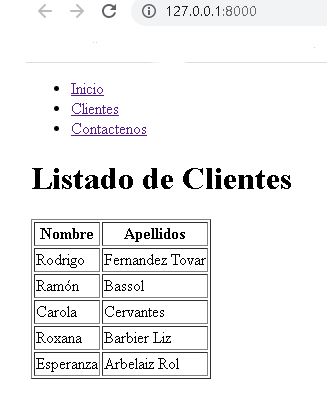 127.0.0.1:8000
Inicio
Clientes
Contactenos
Listado de Clientes
Nombre Apellidos
Rodrigo Fernandez Tovar
Ramón Bassol
Carola Cervantes
Roxana Barbier Liz
Esperanza Arbelaiz Rol